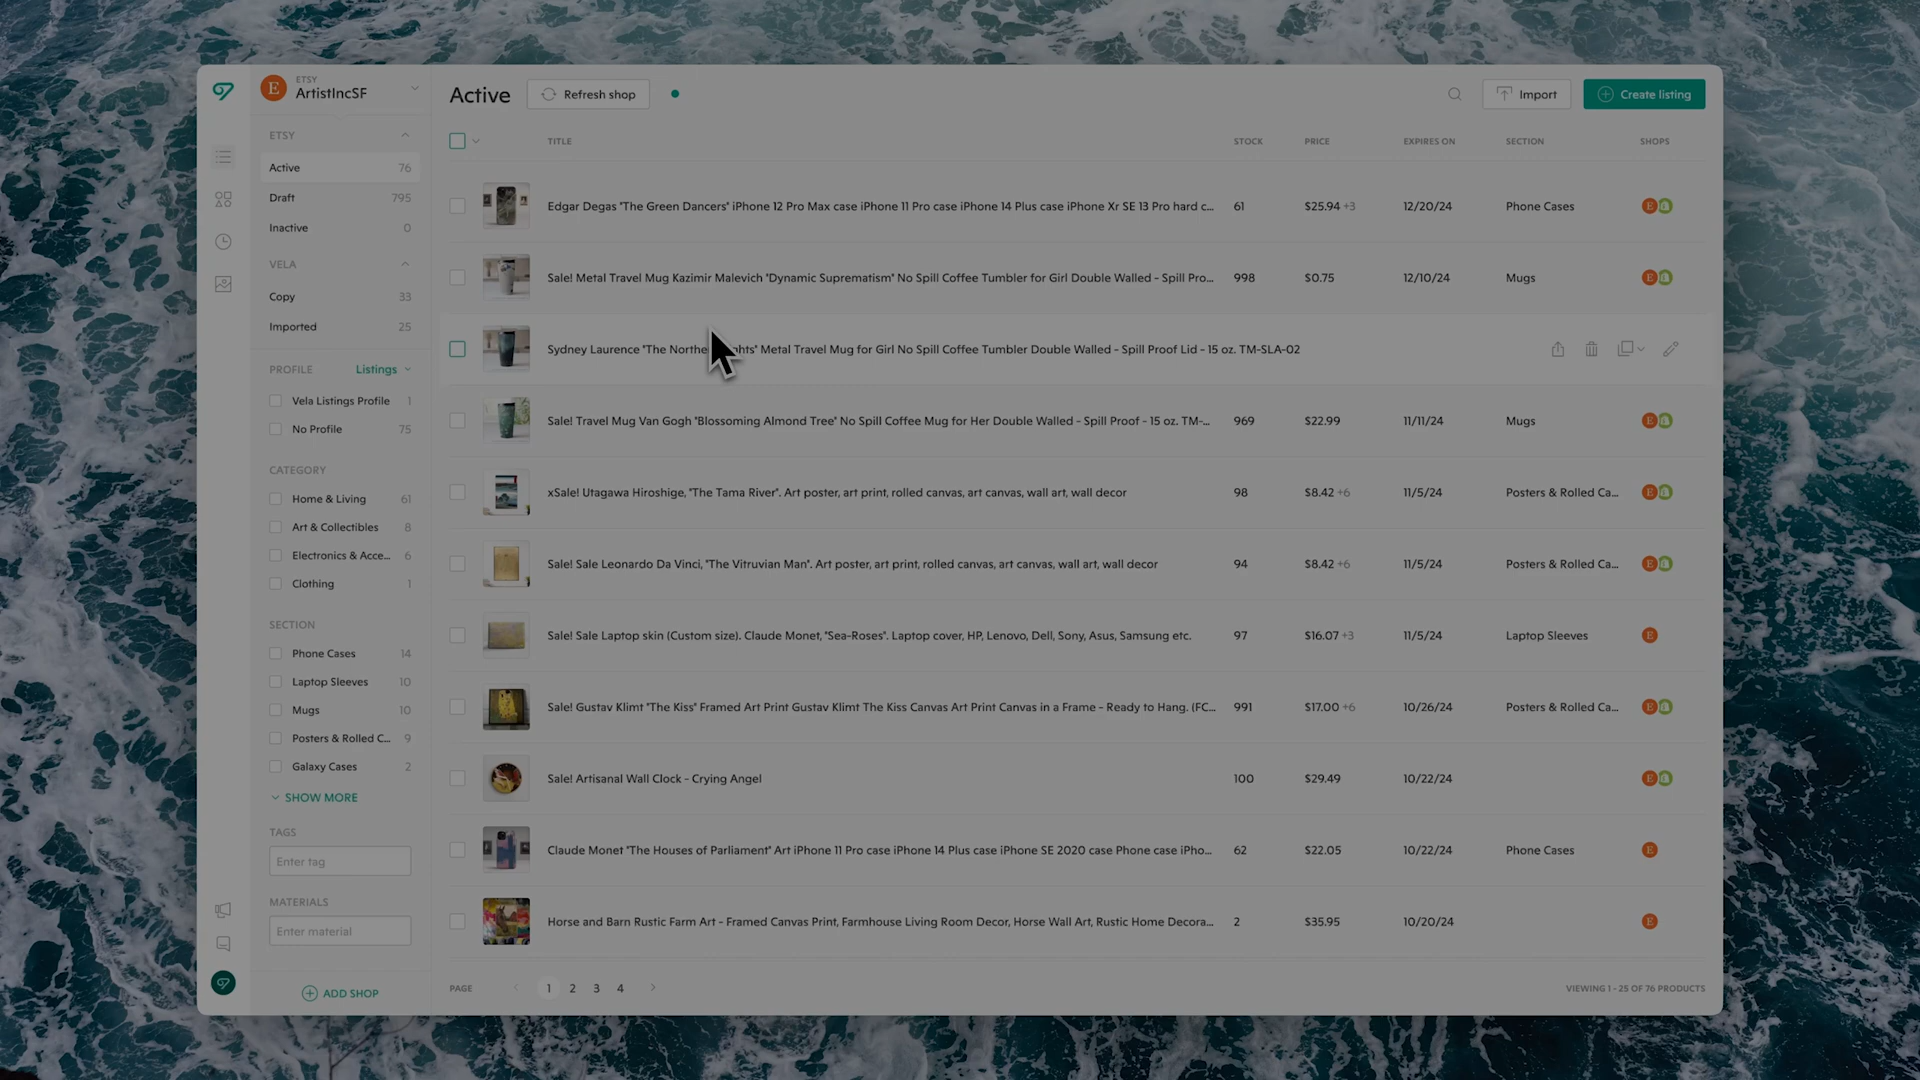 ETSY
ArtistIncSF
ETSY
Active 76
Draft 795
Inactive 0
VELA
Copy 33
Imported 25
PROFILE Listings
Vela Listings Profile 1
No Profile 75
CATEGORY
Home & Living 61
Art & Collectibles 8
Electronics & Acce... 6
Clothing 1
SECTION
Phone Cases 14
Laptop Sleeves 10
Mugs 10
Posters & Rolled C... 9
Galaxy Cases 2
SHOW MORE
TAGS
Enter tag
MATERIALS
Enter material
ADD SHOP
Active Refresh shop Import Create listing
TITLE STOCK PRICE EXPIRES ON SECTION SHOPS
Edgar Degas "The Green Dancers" iPhone 12 Pro Max case iPhone 11 Pro case iPhone 14 Plus case iPhone Xr SE 13 Pro hard c... 61 $25.94 +3 12/20/24 Phone Cases E
Sale! Metal Travel Mug Kazimir Malevich "Dynamic Suprematism" No Spill Coffee Tumbler for Girl Double Walled - Spill Pro... 998 $0.75 12/10/24 Mugs E
Sydney Laurence "The Northe hts" Metal Travel Mug for Girl No Spill Coffee Tumbler Double Walled - Spill Proof Lid - 15 oz. TM-SLA-02
Sale! Travel Mug Van Gogh "Blossoming Almond Tree" No Spill Coffee Mug for Her Double Walled - Spill Proof - 15 oz. TM-... 969 $22.99 11/11/24 Mugs E
xSale! Utagawa Hiroshige, "The Tama River". Art poster, art print, rolled canvas, art canvas, wall art, wall decor 98 $8.42 +6 11/5/24 Posters & Rolled Ca... E
Sale! Sale Leonardo Da Vinci, "The Vitruvian Man". Art poster, art print, rolled canvas, art canvas, wall art, wall decor 94 $8.42 +6 11/5/24 Posters & Rolled Ca... E
Sale! Sale Laptop skin (Custom size). Claude Monet, "Sea-Roses". Laptop cover, HP, Lenovo, Dell, Sony, Asus, Samsung etc. 97 $16.07 +3 11/5/24 Laptop Sleeves E
Sale! Gustav Klimt "The Kiss" Framed Art Print Gustav Klimt The Kiss Canvas Art Print Canvas in a Frame - Ready to Hang. (FC... 991 $17.00 +6 10/26/24 Posters & Rolled Ca... E
Sale! Artisanal Wall Clock - Crying Angel 100 $29.49 10/22/24 E
Claude Monet "The Houses of Parliament" Art iPhone 11 Pro case iPhone 14 Plus case iPhone SE 2020 case Phone case iPho... 62 $22.05 10/22/24 Phone Cases E
Horse and Barn Rustic Farm Art - Framed Canvas Print, Farmhouse Living Room Decor, Horse Wall Art, Rustic Home Decora... 2 $35.95 10/20/24 E
PAGE 1 2 3 4 VIEWING 1 - 25 OF 76 PRODUCTS